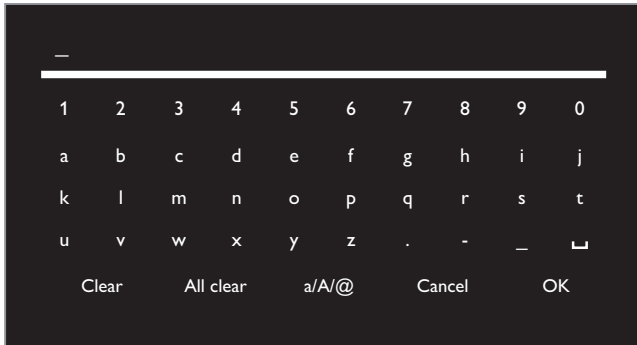 _
1 2 3 4 5 6 7 8 9 0
a b c d e f g h i j
k l m n o p q r s t
u v w x y z . - _ ␣
Clear All clear a/A/@ Cancel OK